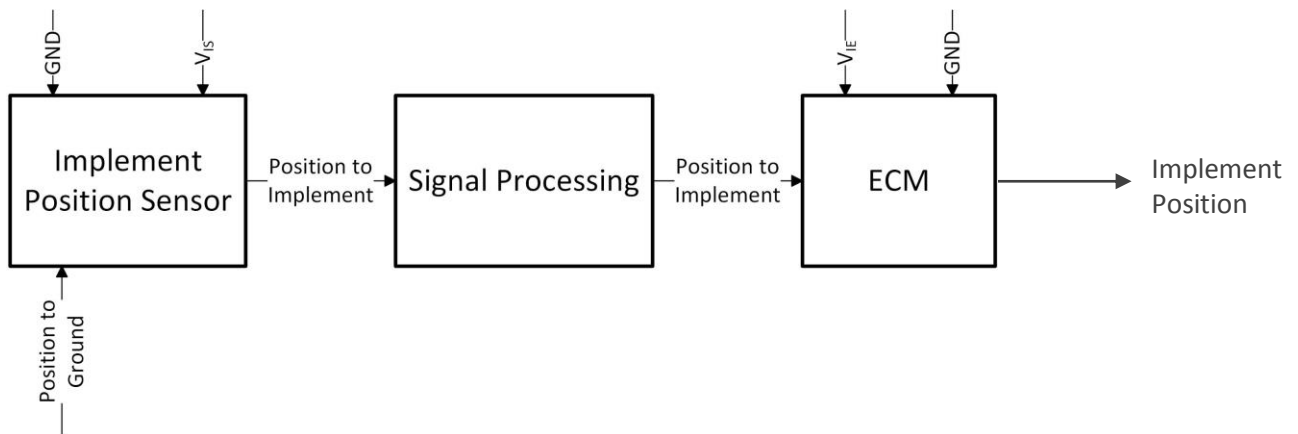 GND
V_IS
V_IE
GND
Implement
Position Sensor
Position to
Implement
Signal Processing
Position to
Implement
ECM
Implement
Position
Position to
Ground